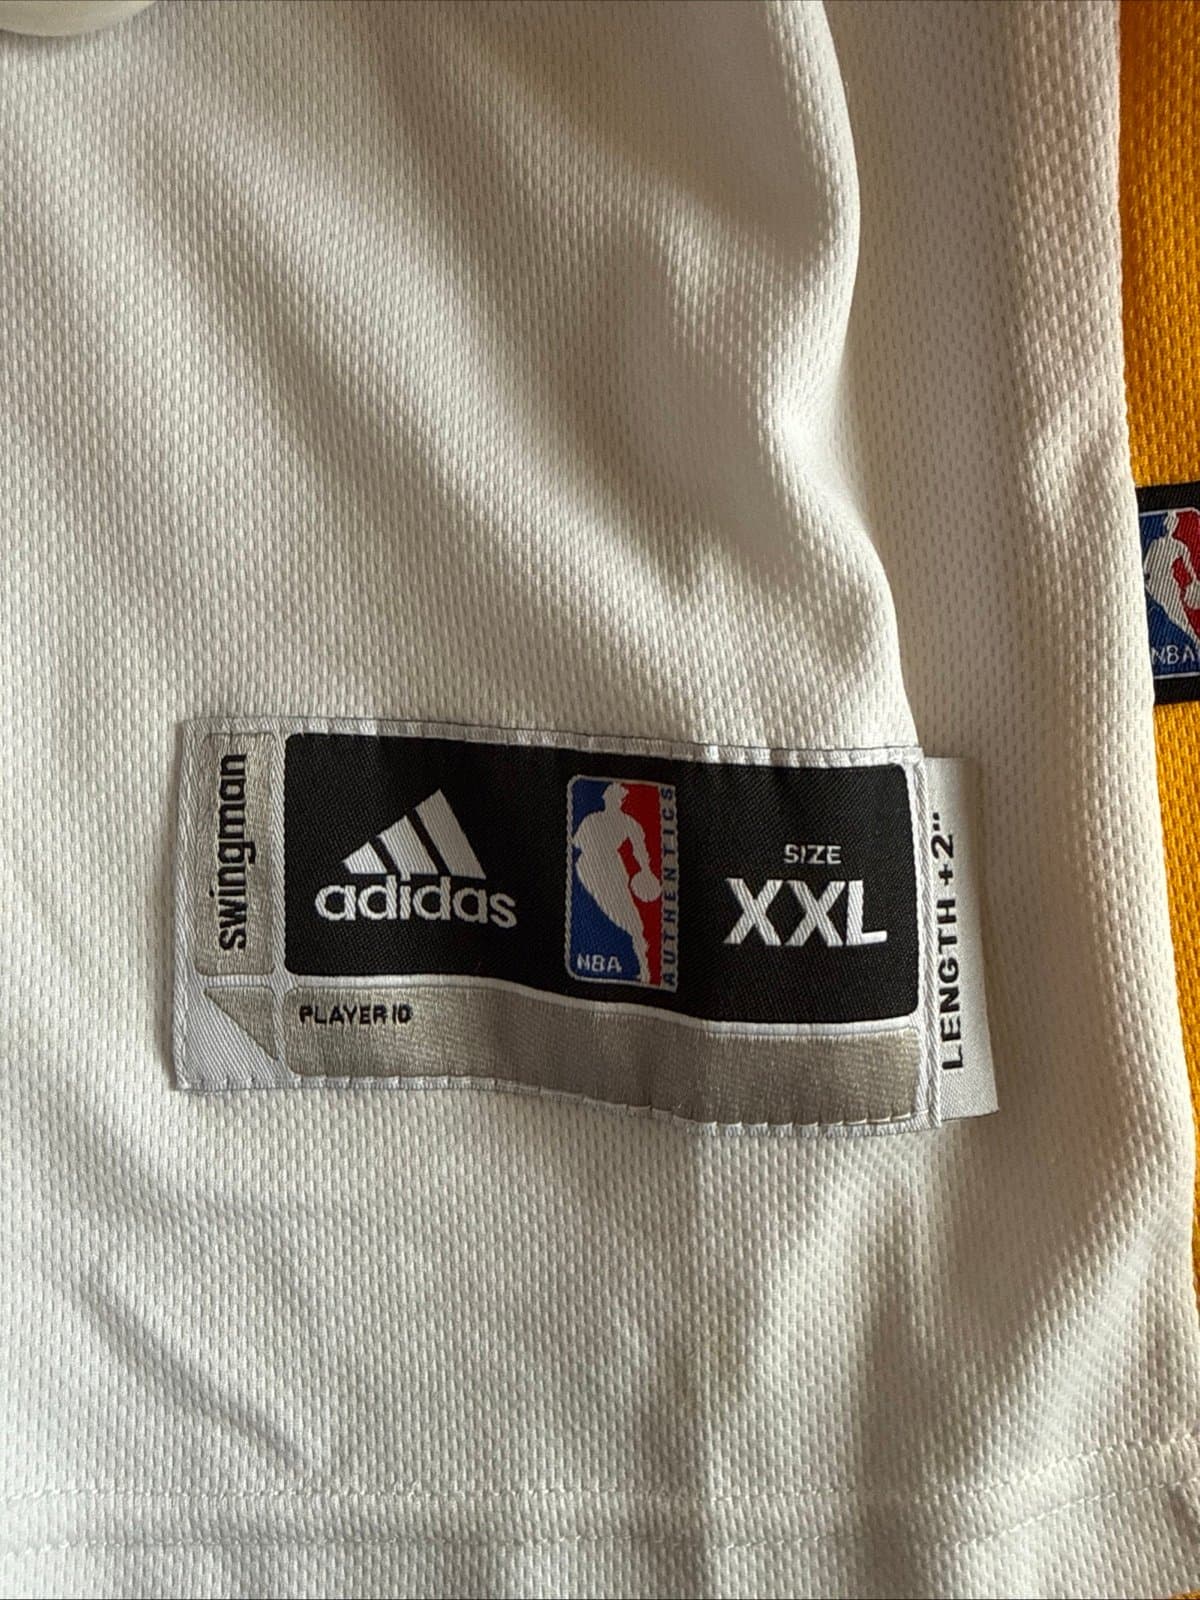 swingman
adidas
NBA
AUTHENTICS
SIZE
XXL
LENGTH +2"
PLAYER ID
NBA